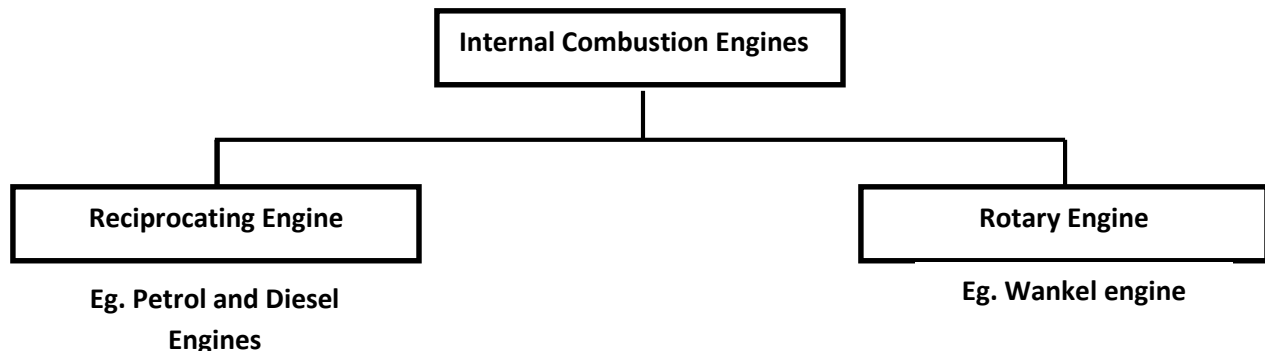 Internal Combustion Engines
Reciprocating Engine
Rotary Engine
Eg. Petrol and Diesel
Engines
Eg. Wankel engine